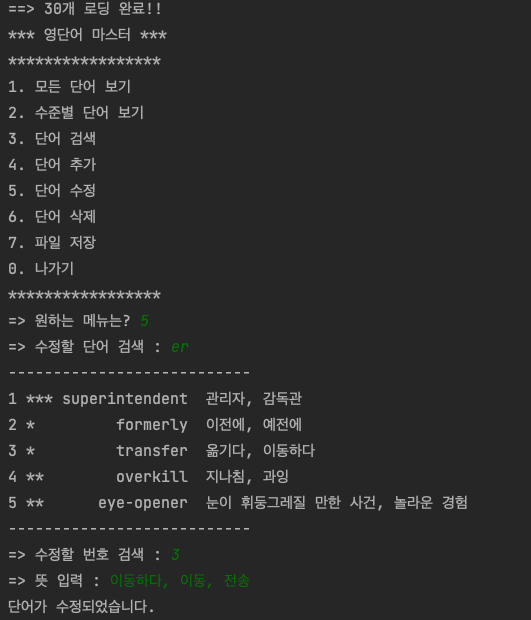 ==> 30개 로딩 완료!!
*** 영단어 마스터 ***
*****************
1. 모든 단어 보기
2. 수준별 단어 보기
3. 단어 검색
4. 단어 추가
5. 단어 수정
6. 단어 삭제
7. 파일 저장
0. 나가기
*****************
=> 원하는 메뉴는? 5
=> 수정할 단어 검색 : er
---------------------------
1 *** superintendent  관리자, 감독관
2 *         formerly  이전에, 예전에
3 *         transfer  옮기다, 이동하다
4 **        overkill  지나침, 과잉
5 **      eye-opener  눈이 휘둥그레질 만한 사건, 놀라운 경험
---------------------------
=> 수정할 번호 검색 : 3
=> 뜻 입력 : 이동하다, 이동, 전송
단어가 수정되었습니다.